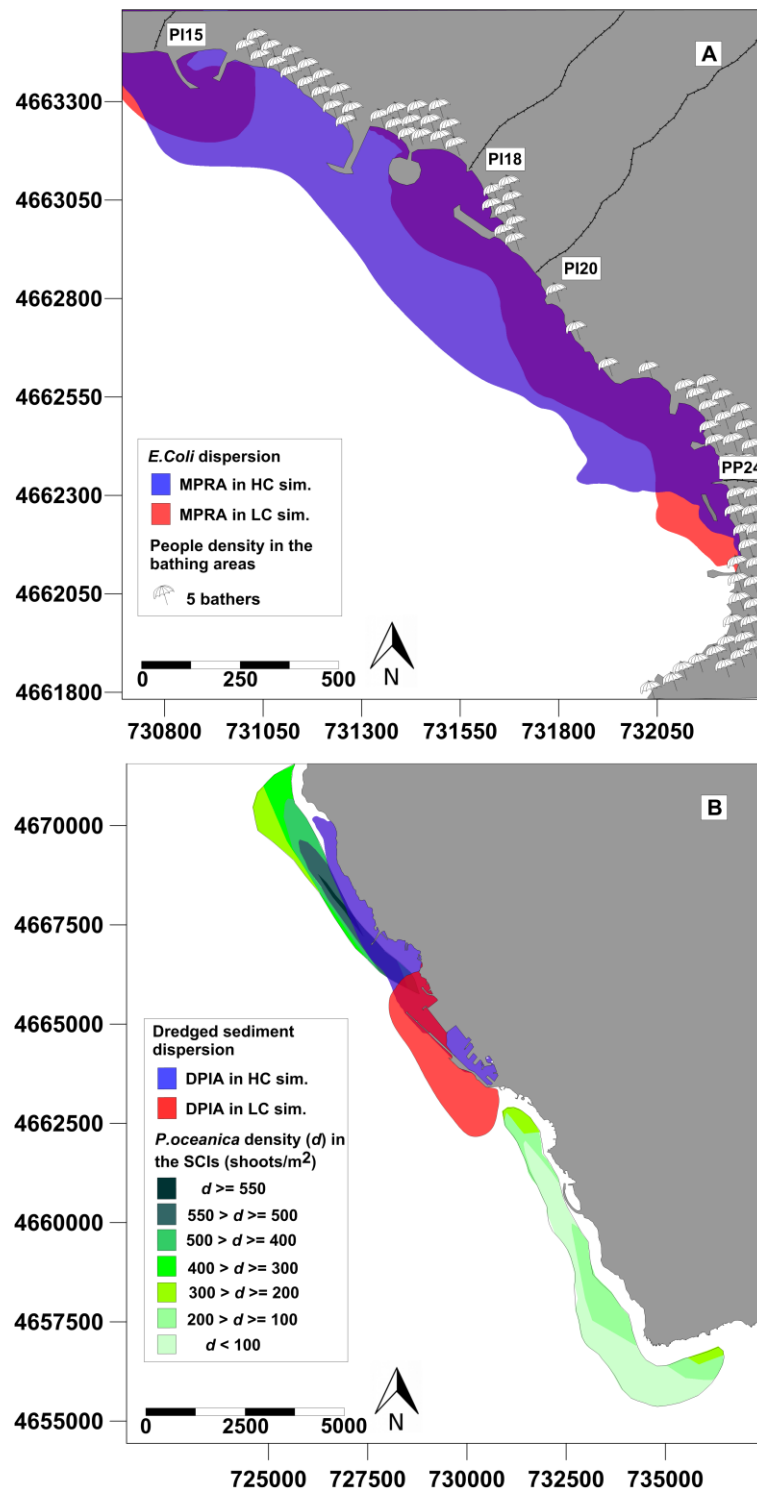 A
PI15
4663300
PI18
4663050
PI20
4662800
4662550
E.Coli dispersion
MPRA in HC sim.
MPRA in LC sim.
People density in the
bathing areas
5 bathers
PP24
4662300
4662050
0 250 500
N
4661800
730800 731050 731300 731550 731800 732050
B
4670000
4667500
4665000
Dredged sediment
dispersion
DPIA in HC sim.
DPIA in LC sim.
P.oceanica density (d) in
the SCIs (shoots/m²)
d >= 550
550 > d >= 500
500 > d >= 400
400 > d >= 300
300 > d >= 200
200 > d >= 100
d < 100
4662500
4660000
4657500
4655000
0 2500 5000
N
725000 727500 730000 732500 735000